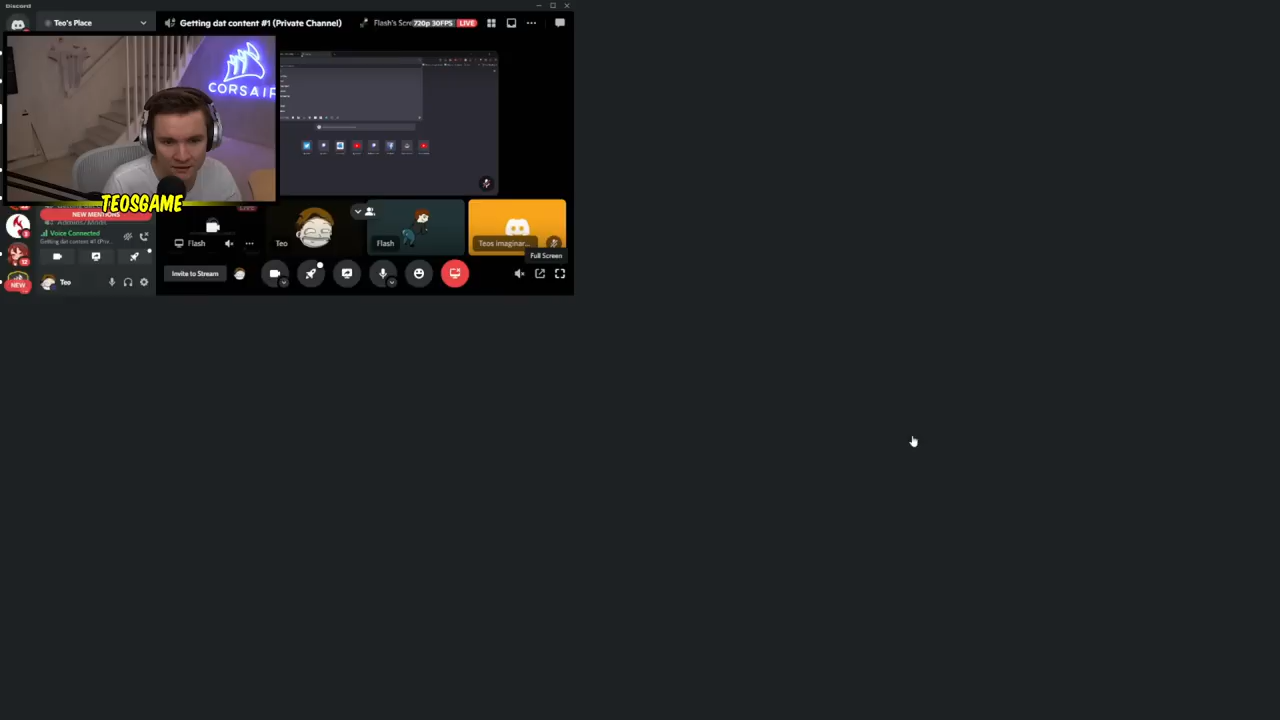 Discord
Teo's Place
Getting dat content #1 (Private Channel)
Flash's Scre
720p 30FPS
LIVE
CORSAIR
TEOSGAME
NEW MENTIONS
Voice Connected
Getting dat content #1 (Priv...
NEW
Teo
Flash
Teo
Flash
Teos imaginar...
Full Screen
Invite to Stream